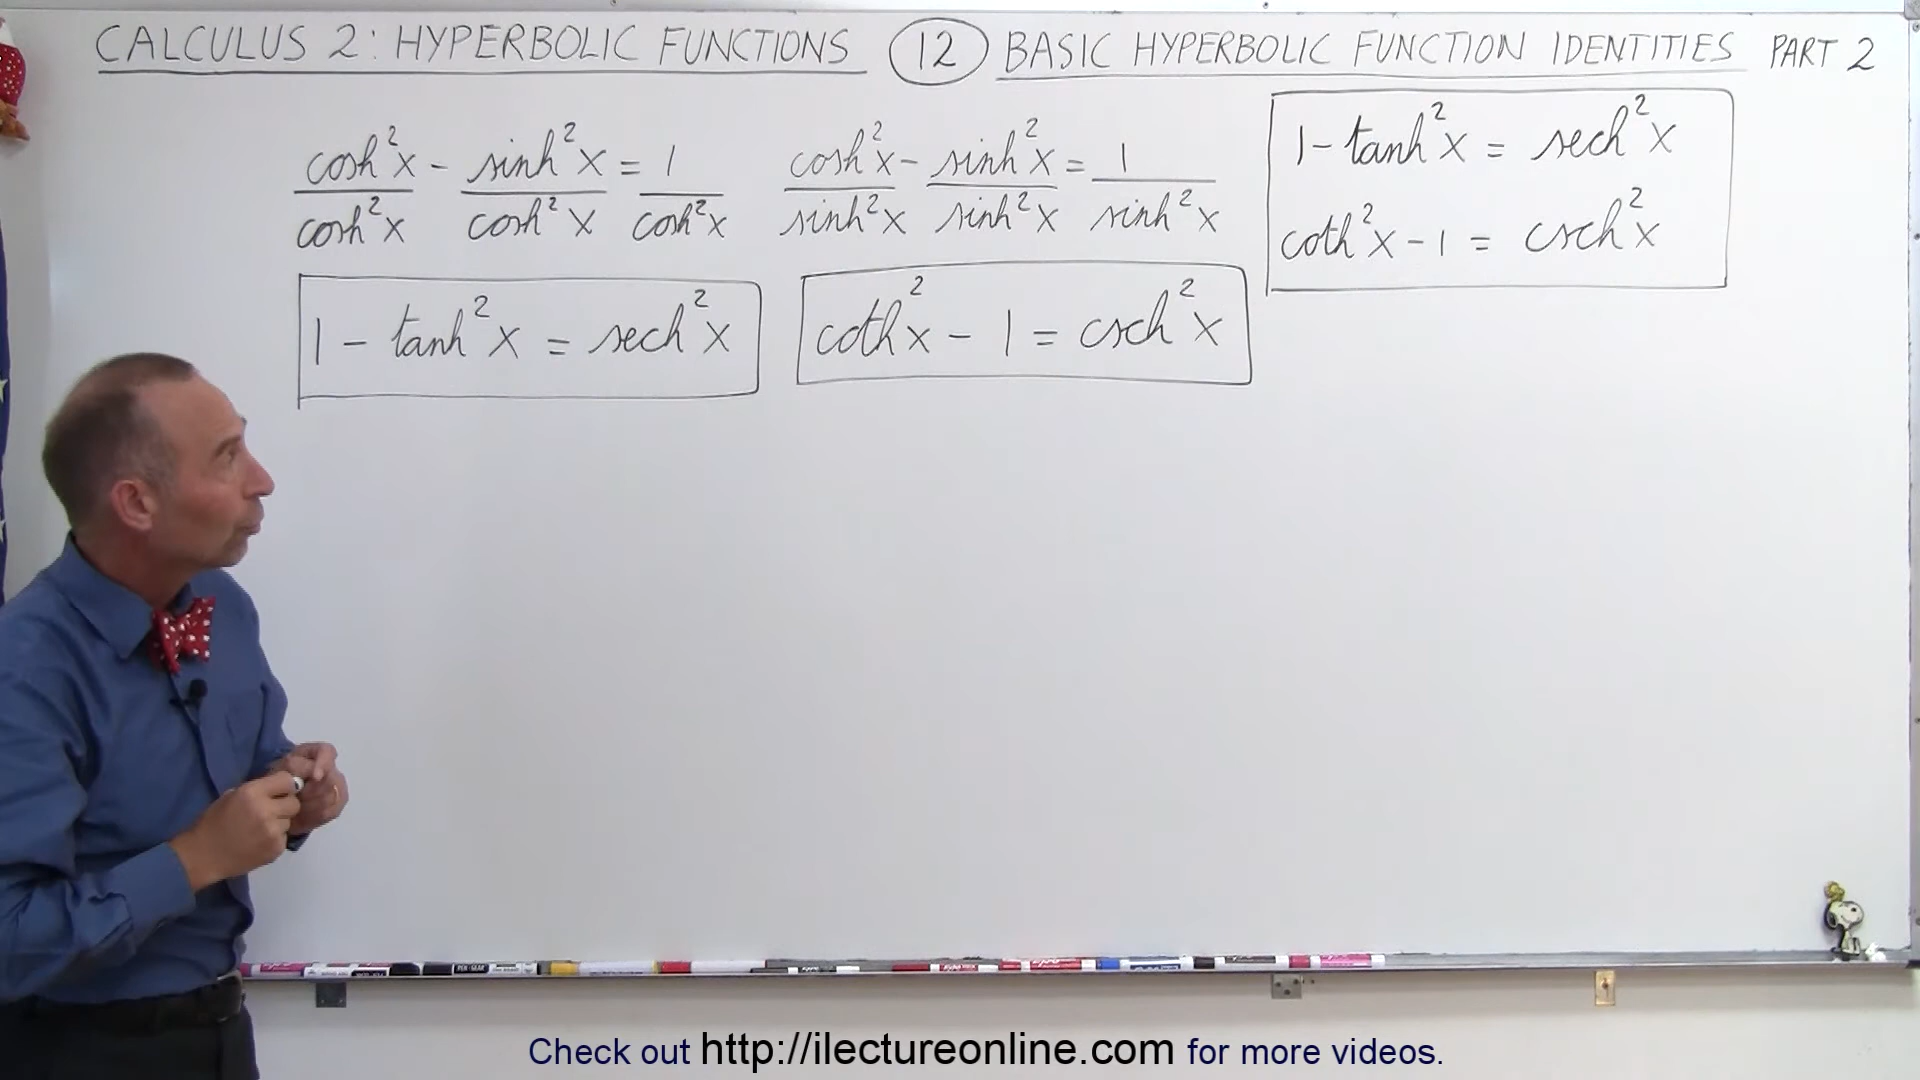 CALCULUS 2: HYPERBOLIC FUNCTIONS (12) BASIC HYPERBOLIC FUNCTION IDENTITIES PART 2
cosh²x/cosh²x - sinh²x/cosh²x = 1/cosh²x
cosh²x/sinh²x - sinh²x/sinh²x = 1/sinh²x
1 - tanh²x = sech²x
coth²x - 1 = csch²x
1 - tanh²x = sech²x
coth²x - 1 = csch²x
Check out http://ilectureonline.com for more videos.